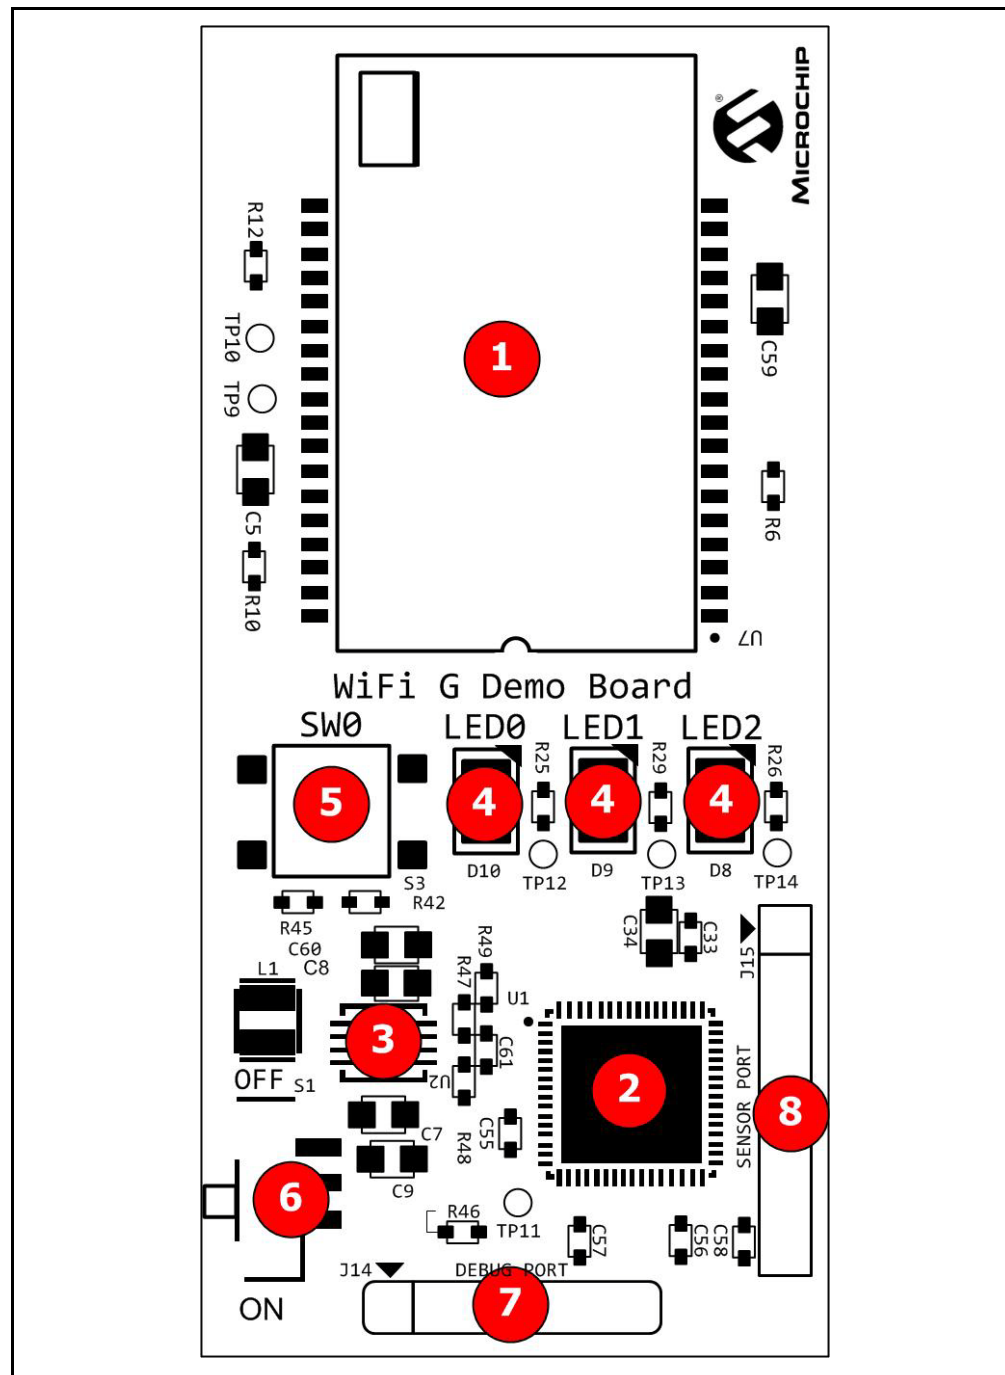 MICROCHIP
®
R12
TP10
TP9
C5
R10
C59
R6
1
U7
WiFi G Demo Board
SW0 LED0 LED1 LED2
R25 R29 R26
5 4 4 4
D10 D9 D8
S3 TP12 TP13 TP14
R45 R42
C60
L1 C8
R49
R47
C34 C33
J15
U1
3
C61
U2
OFF S1
2
SENSOR PORT
8
C7
R48
C55
C9
6
R46
TP11
C57 C56 C58
J14 DEBUG PORT
7
ON